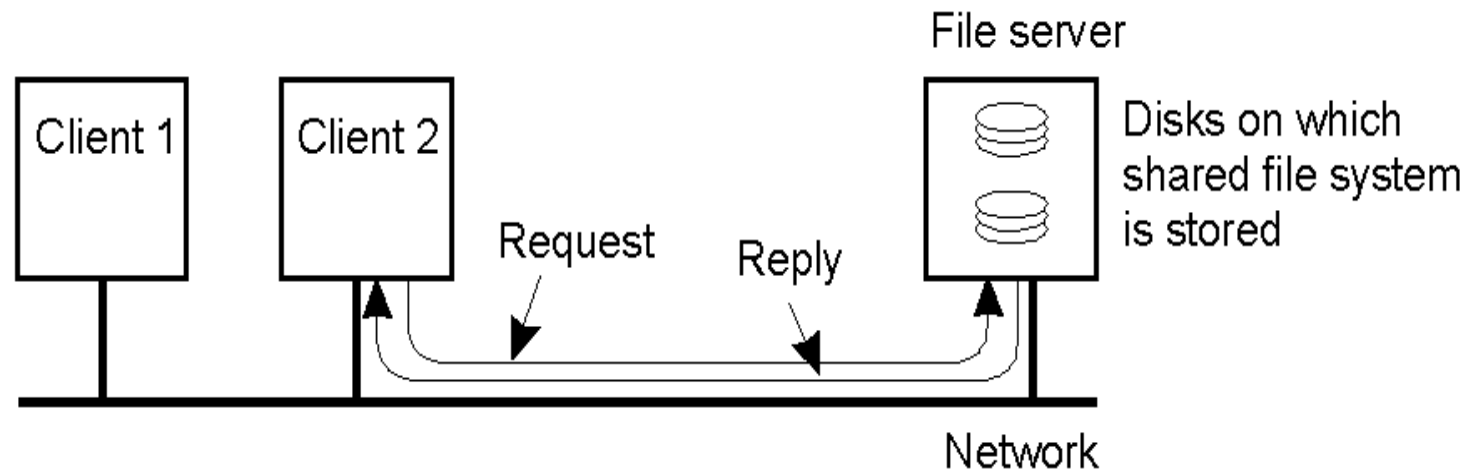 File server
Client 1
Client 2
Disks on which
shared file system
is stored
Request
Reply
Network